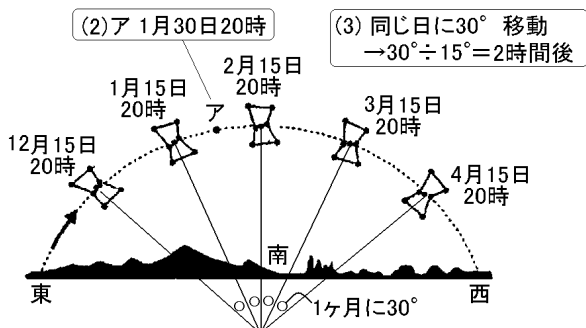 (2)ア 1月30日20時
(3) 同じ日に30° 移動
→30°÷15°=2時間後
2月15日
20時
1月15日
20時
ア
3月15日
20時
12月15日
20時
4月15日
20時
南
東
1ヶ月に30°
西